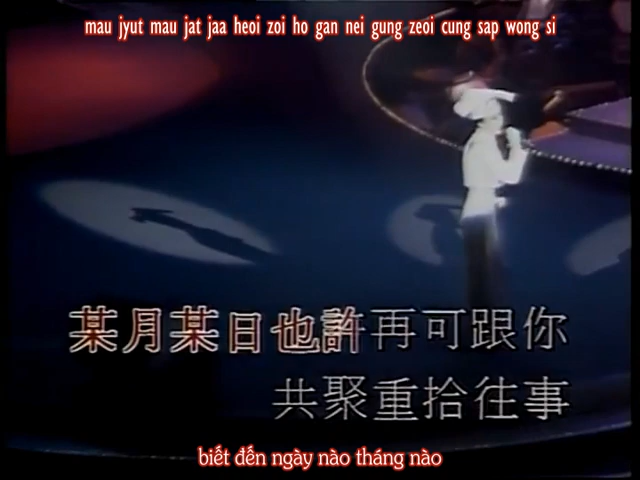 mau jyut mau jat jaa heoi zoi ho gan nei gung zeoi cung sap wong si
某月某日也許再可跟你
共聚重拾往事
biết đến ngày nào tháng nào